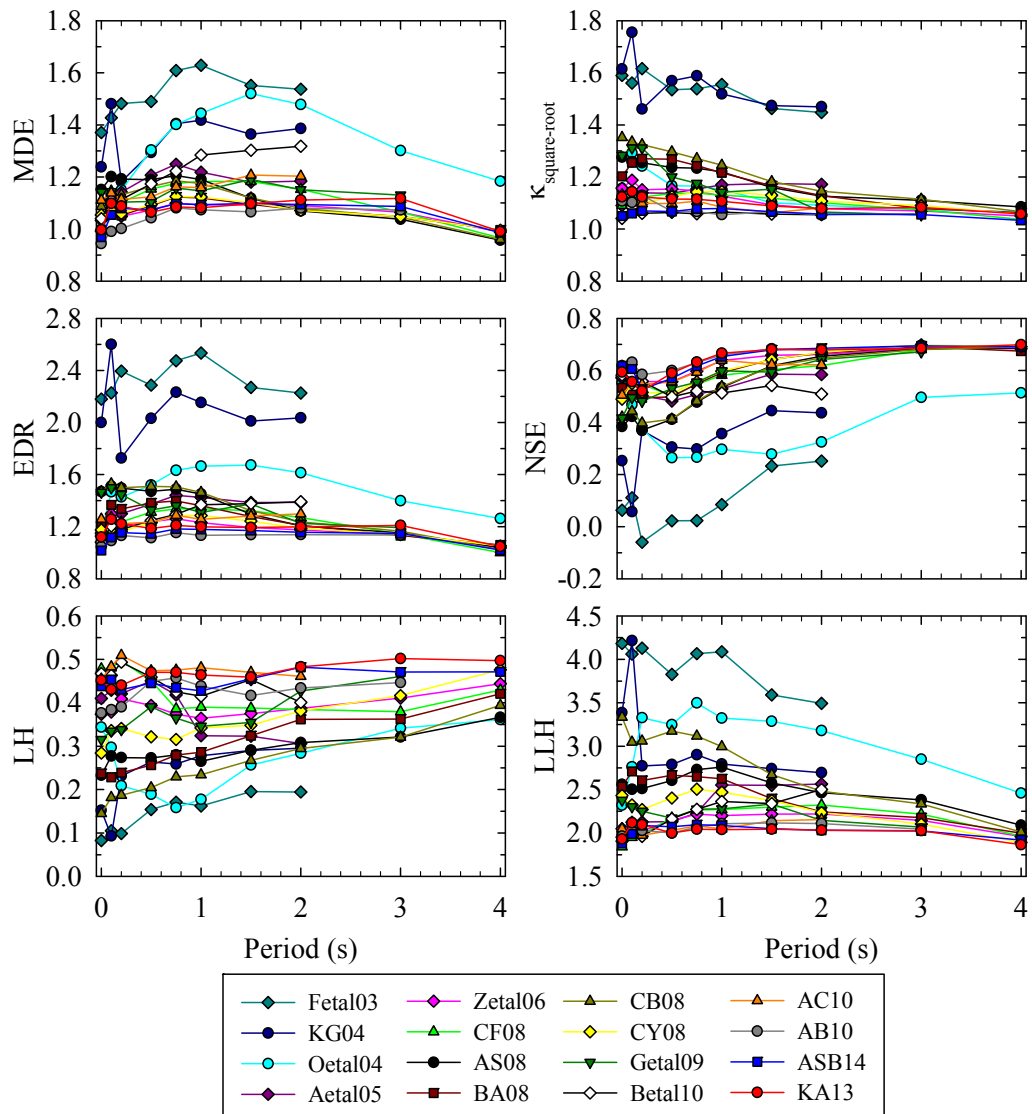 MDE
1.8
1.6
1.4
1.2
1.0
0.8
κsquare-root
1.8
1.6
1.4
1.2
1.0
0.8
EDR
2.8
2.4
2.0
1.6
1.2
0.8
NSE
0.8
0.6
0.4
0.2
0.0
-0.2
LH
0.6
0.5
0.4
0.3
0.2
0.1
0.0
0 1 2 3 4
Period (s)
LLH
4.5
4.0
3.5
3.0
2.5
2.0
1.5
0 1 2 3 4
Period (s)
Fetal03 Zetal06 CB08 AC10
KG04 CF08 CY08 AB10
Oetal04 AS08 Getal09 ASB14
Aetal05 BA08 Betal10 KA13